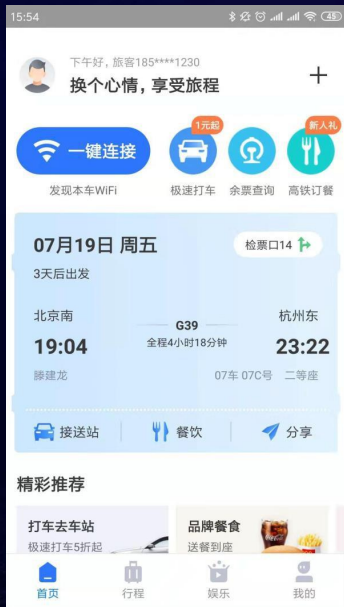 15:54
45
下午好，旅客185****1230
换个心情，享受旅程
一键连接
1元起
新人礼
发现本车WiFi
极速打车
余票查询
高铁订餐
07月19日 周五
检票口14
3天后出发
北京南
G39
杭州东
19:04
全程4小时18分钟
23:22
滕建龙
07车 07C号 二等座
接送站
餐饮
分享
精彩推荐
打车去车站
品牌餐食
极速打车5折起
送餐到座
首页
行程
娱乐
我的